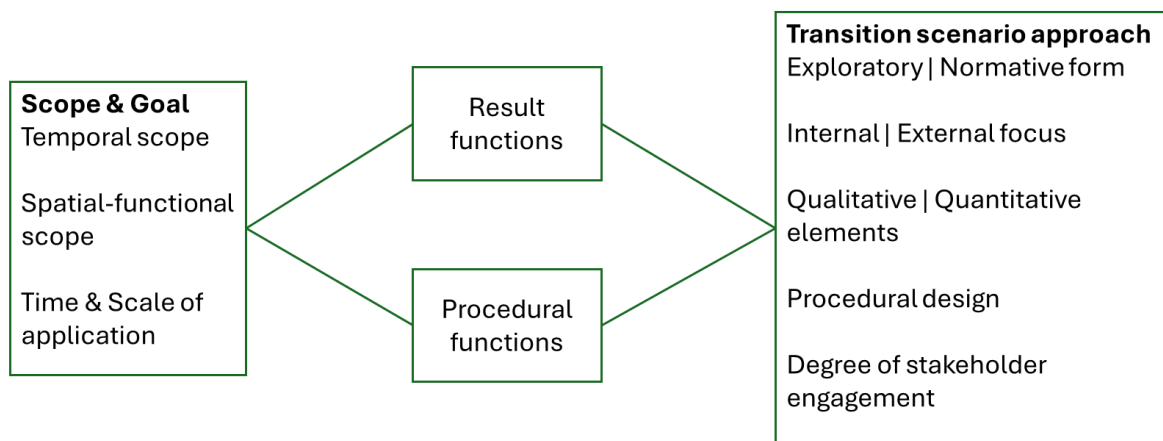 Scope & Goal
Temporal scope
Spatial-functional
scope
Time & Scale of
application
Result
functions
Procedural
functions
Transition scenario approach
Exploratory | Normative form
Internal | External focus
Qualitative | Quantitative
elements
Procedural design
Degree of stakeholder
engagement